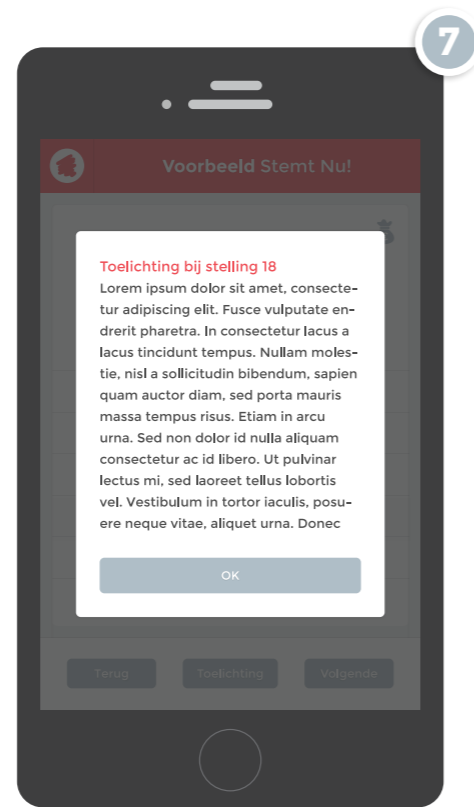 7
Voorbeeld Stemt Nu!
Toelichting bij stelling 18
Lorem ipsum dolor sit amet, consecte-
tur adipiscing elit. Fusce vulputate en-
drerit pharetra. In consectetur lacus a
lacus tincidunt tempus. Nullam moles-
tie, nisl a sollicitudin bibendum, sapien
quam auctor diam, sed porta mauris
massa tempus risus. Etiam in arcu
urna. Sed non dolor id nulla aliquam
consectetur ac id libero. Ut pulvinar
lectus mi, sed laoreet tellus lobortis
vel. Vestibulum in tortor iaculis, posu-
ere neque vitae, aliquet urna. Donec
OK
Terug Toelichting Volgende